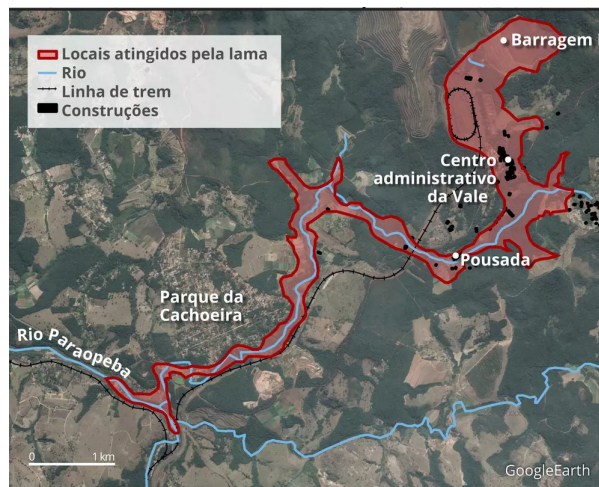 Locais atingidos pela lama
Rio
Linha de trem
Construções
Barragem
Centro
administrativo
da Vale
Pousada
Parque da
Cachoeira
Rio Paraopeba
0 1 km
GoogleEarth